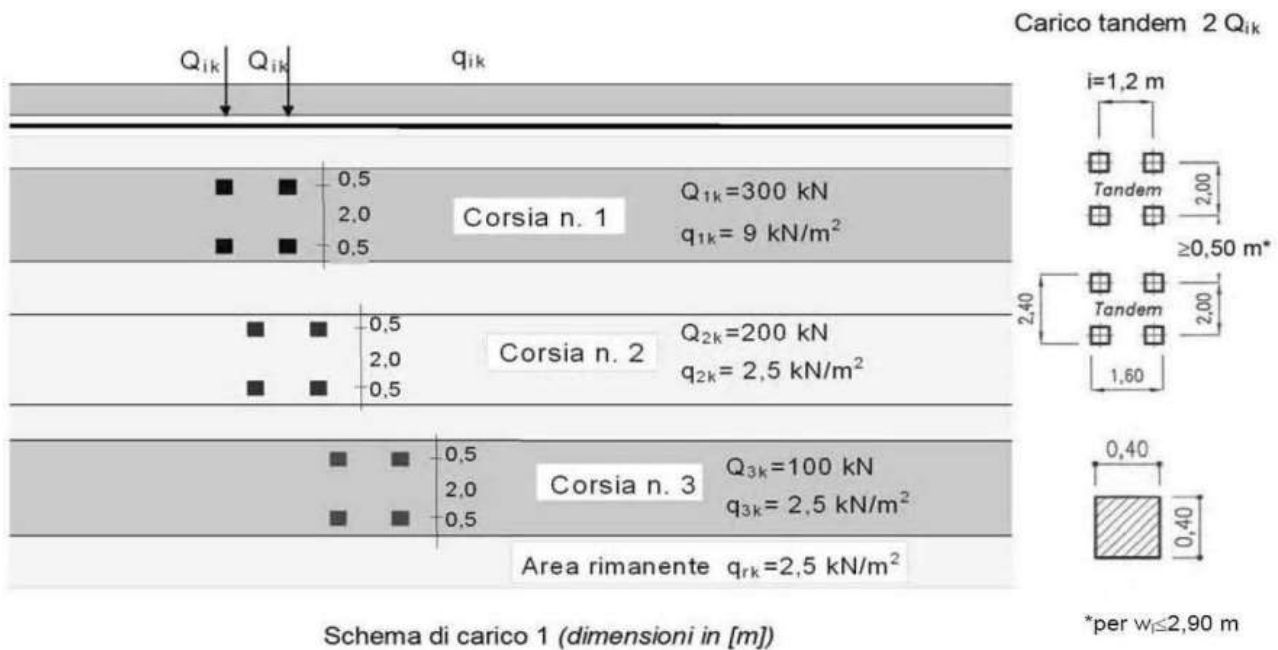 Carico tandem 2 Qik
Qik Qik qik
i=1,2 m
0,5
2,0
0,5
Corsia n. 1
Q1k=300 kN
q1k= 9 kN/m²
Tandem
2,00
≥0,50 m*
0,5
2,0
0,5
Corsia n. 2
Q2k=200 kN
q2k= 2,5 kN/m²
2,40
Tandem
2,00
1,60
0,5
2,0
0,5
Corsia n. 3
Q3k=100 kN
q3k= 2,5 kN/m²
0,40
0,40
Area rimanente qrk=2,5 kN/m²
Schema di carico 1 (dimensioni in [m])
*per wl≤2,90 m